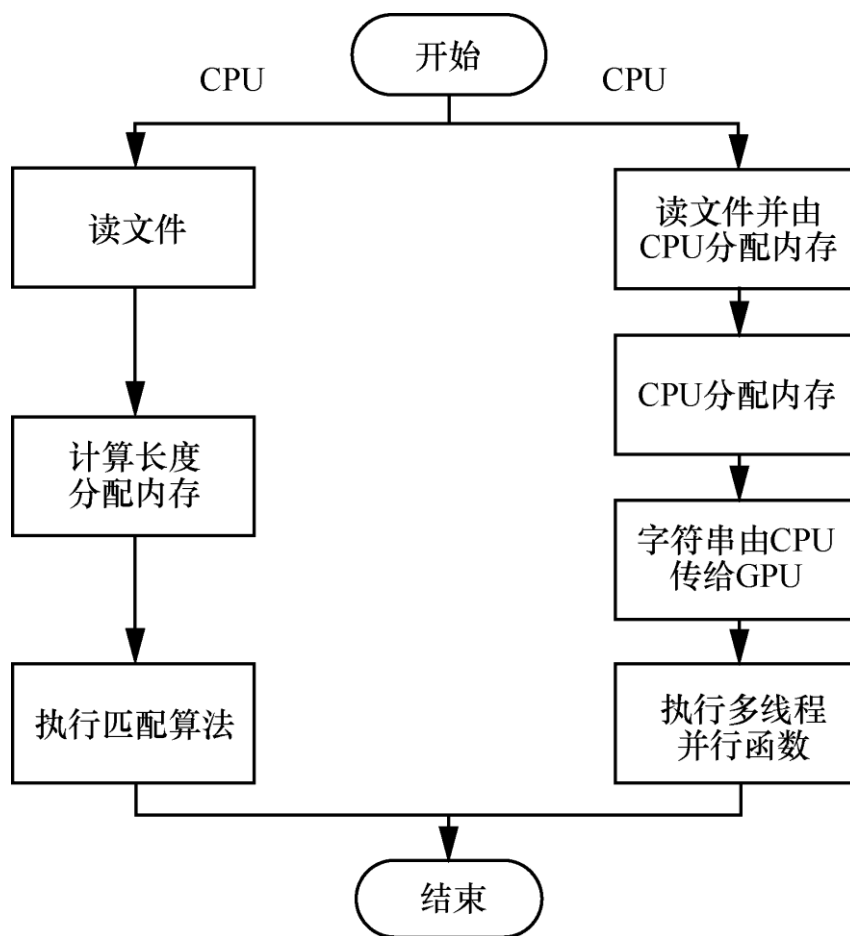 开始
CPU
CPU
读文件
计算长度
分配内存
执行匹配算法
读文件并由
CPU分配内存
CPU分配内存
字符串由CPU
传给GPU
执行多线程
并行函数
结束